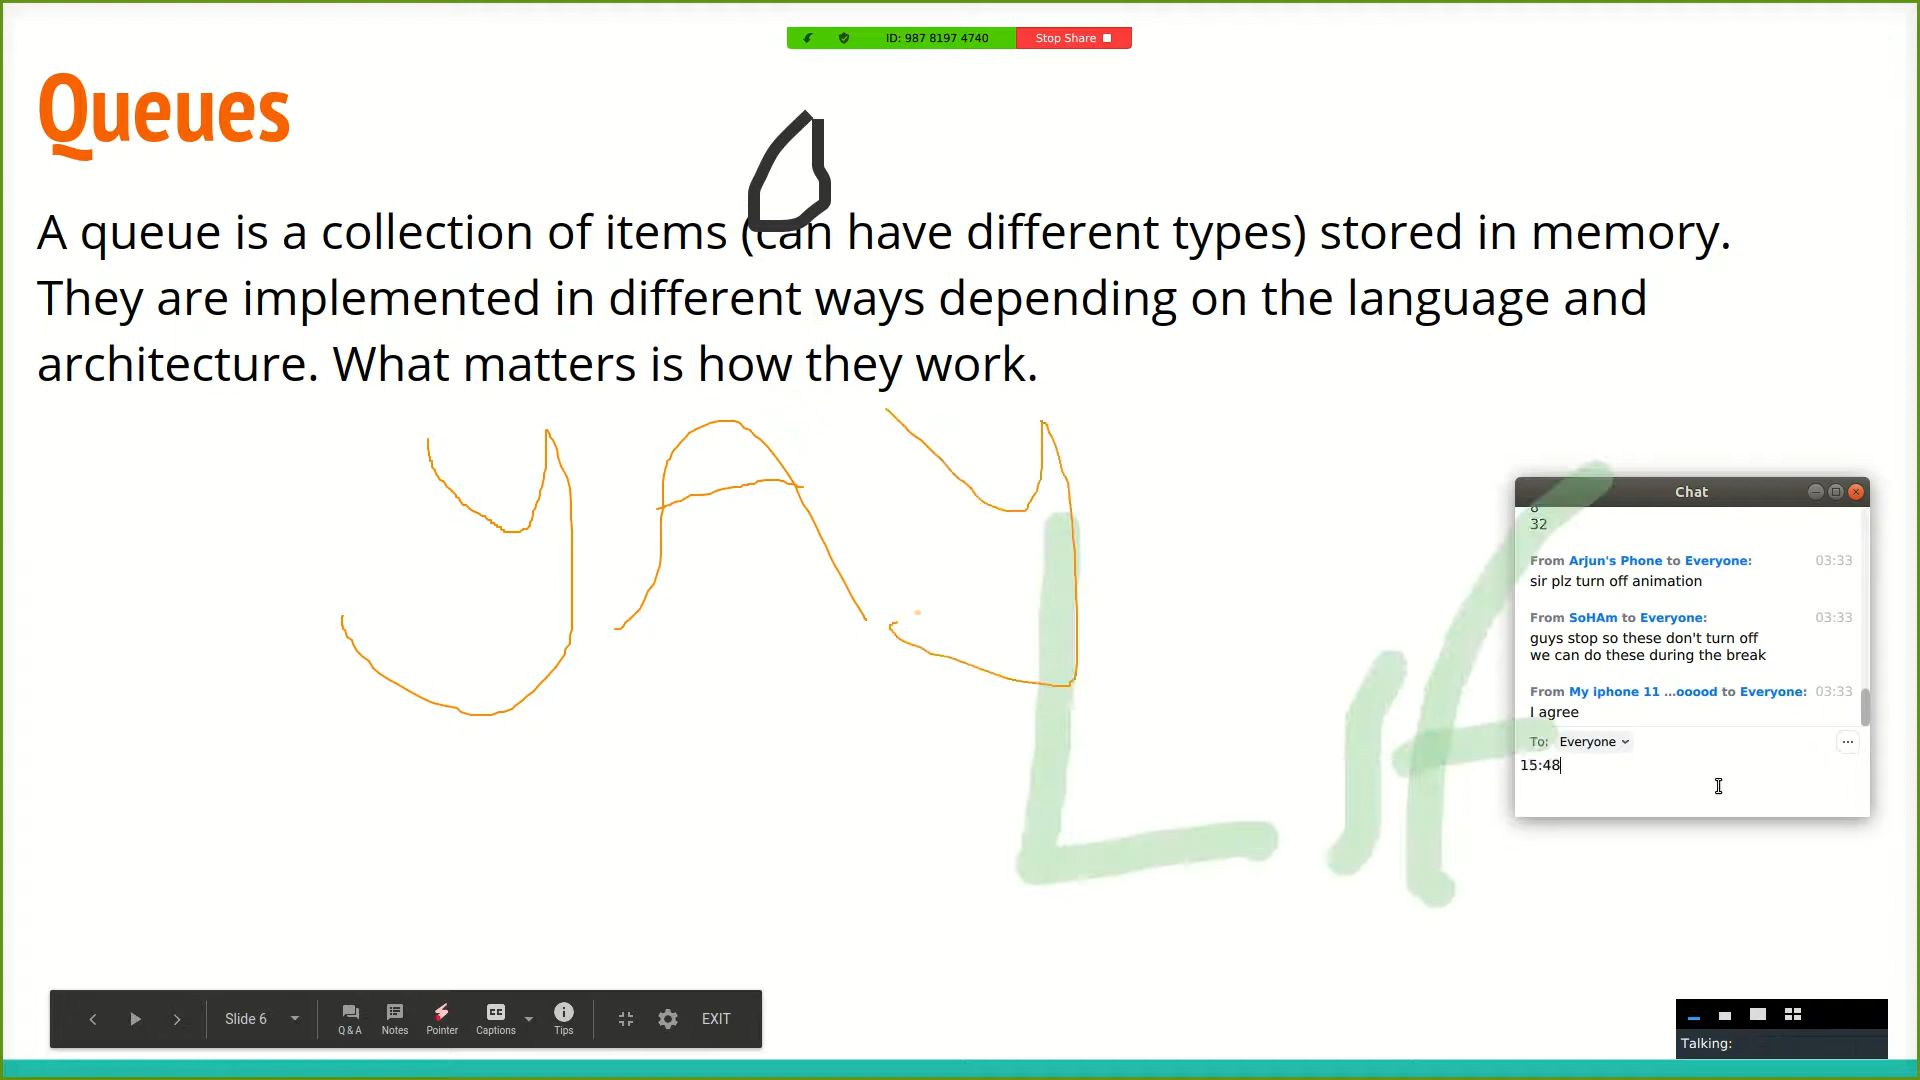 ID: 987 8197 4740 Stop Share
Queues
A queue is a collection of items (can have different types) stored in memory.
They are implemented in different ways depending on the language and
architecture. What matters is how they work.
YAY
Chat
8
32
From Arjun's Phone to Everyone: 03:33
sir plz turn off animation
From SoHAm to Everyone: 03:33
guys stop so these don't turn off
we can do these during the break
From My iphone 11 ...ooood to Everyone: 03:33
I agree
To: Everyone
15:48
Slide 6
Q & A Notes Pointer Captions Tips EXIT
Talking: